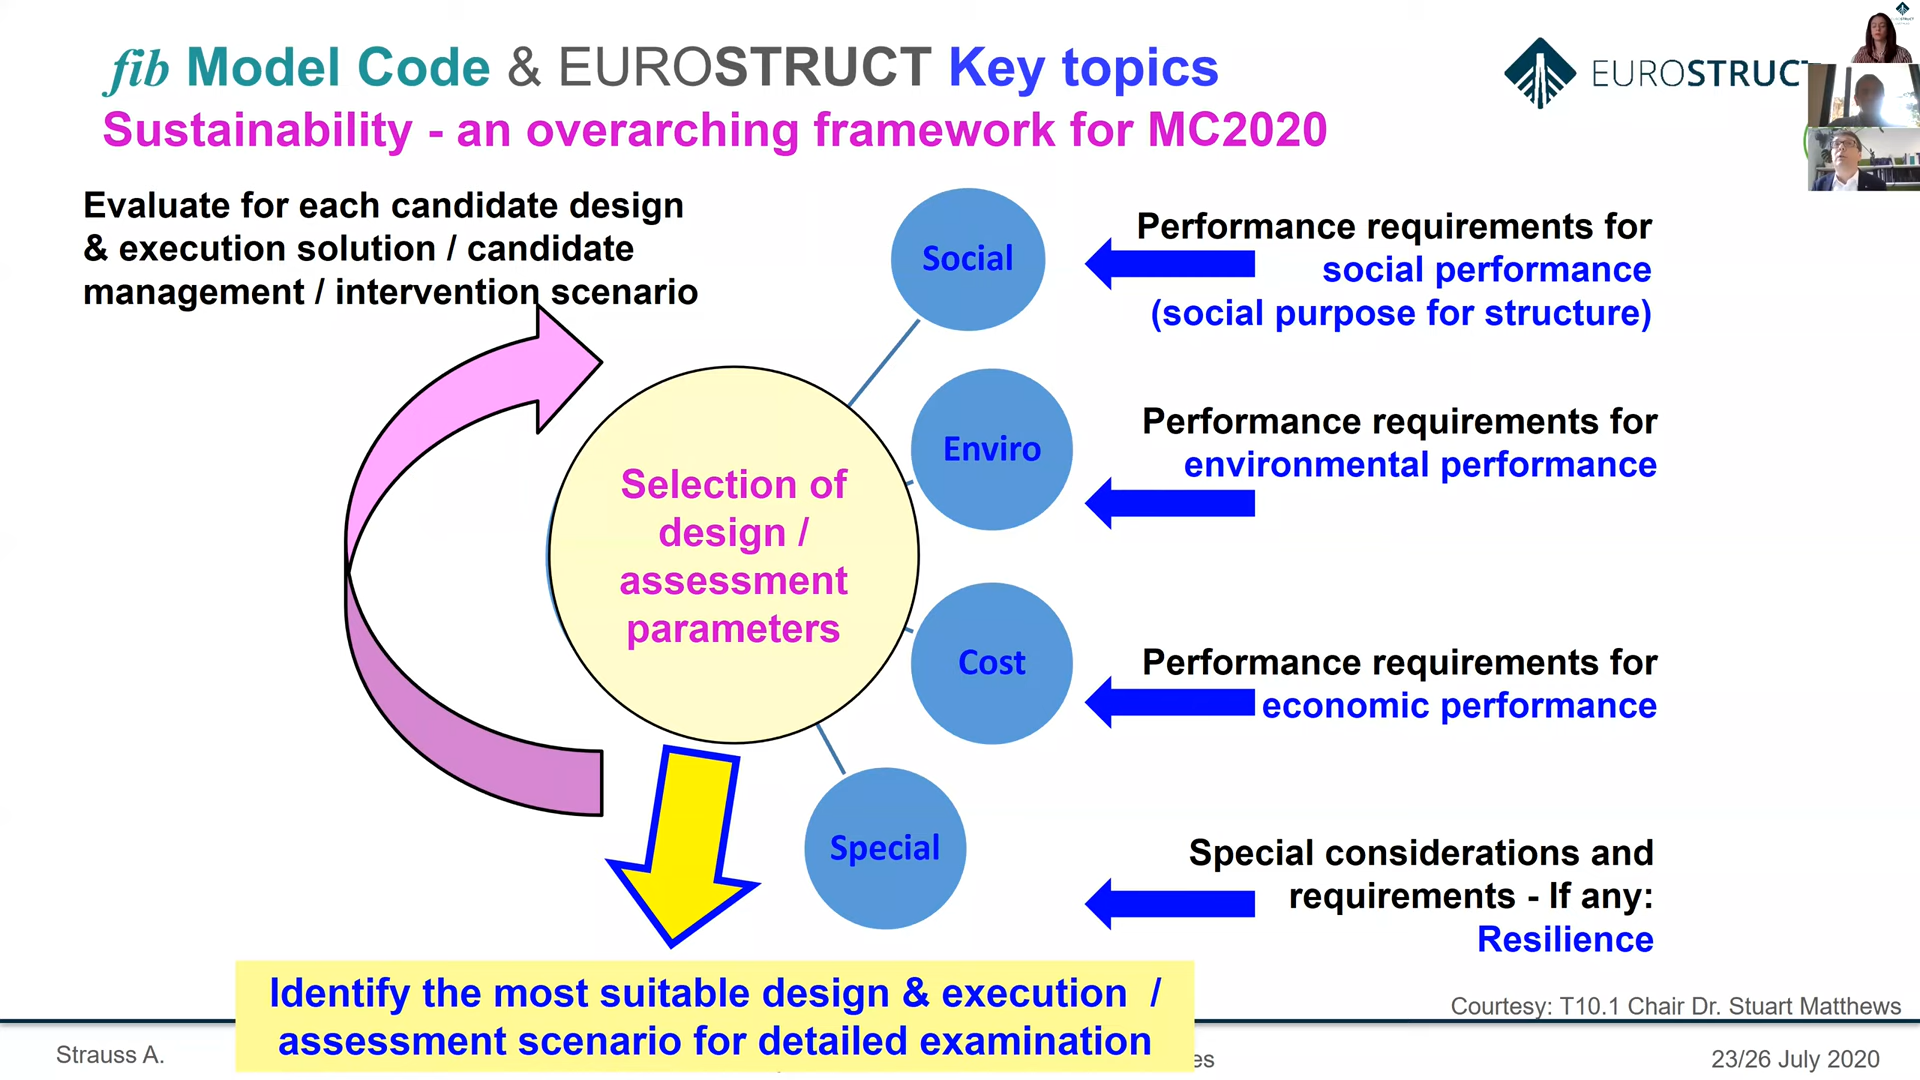 fib Model Code & EUROSTRUCT Key topics
Sustainability - an overarching framework for MC2020
EUROSTRUCT
Evaluate for each candidate design
& execution solution / candidate
management / intervention scenario
Social
Performance requirements for
social performance
(social purpose for structure)
Enviro
Performance requirements for
environmental performance
Selection of
design /
assessment
parameters
Cost
Performance requirements for
economic performance
Special
Special considerations and
requirements - If any:
Resilience
Identify the most suitable design & execution /
assessment scenario for detailed examination
Courtesy: T10.1 Chair Dr. Stuart Matthews
Strauss A.
23/26 July 2020